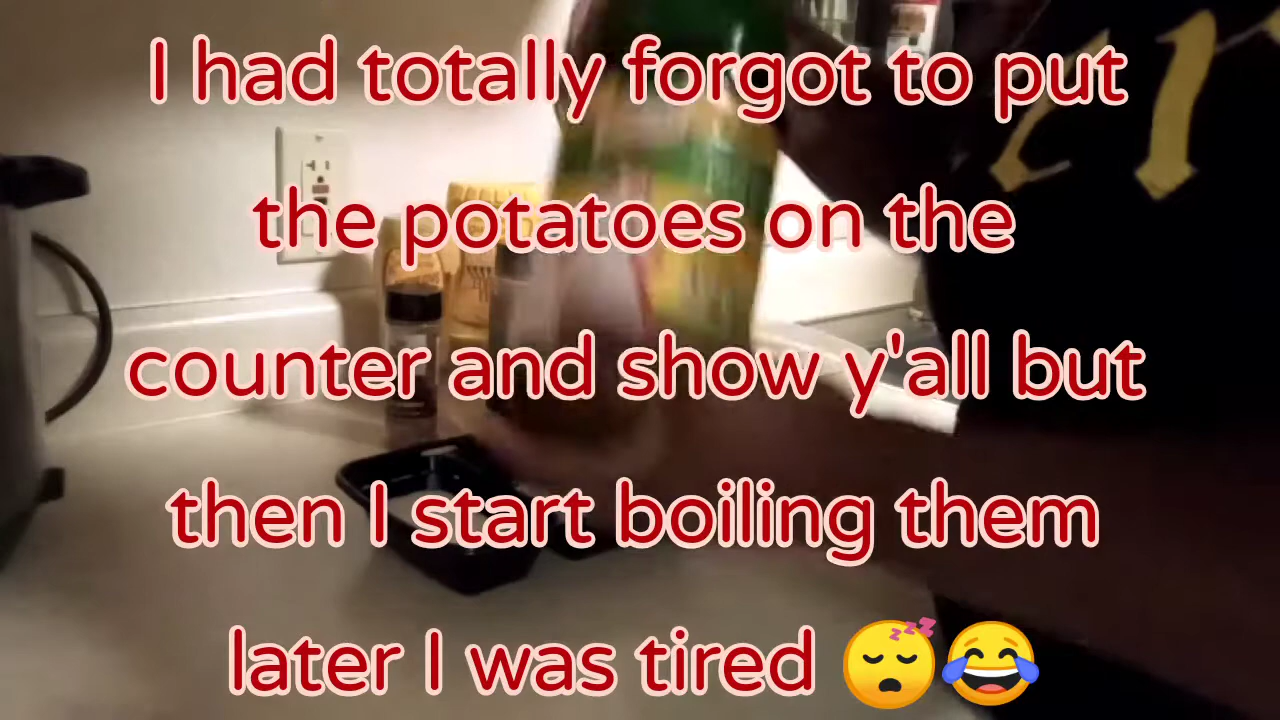 I had totally forgot to put
the potatoes on the
counter and show y'all but
then I start boiling them
later I was tired 😴😂